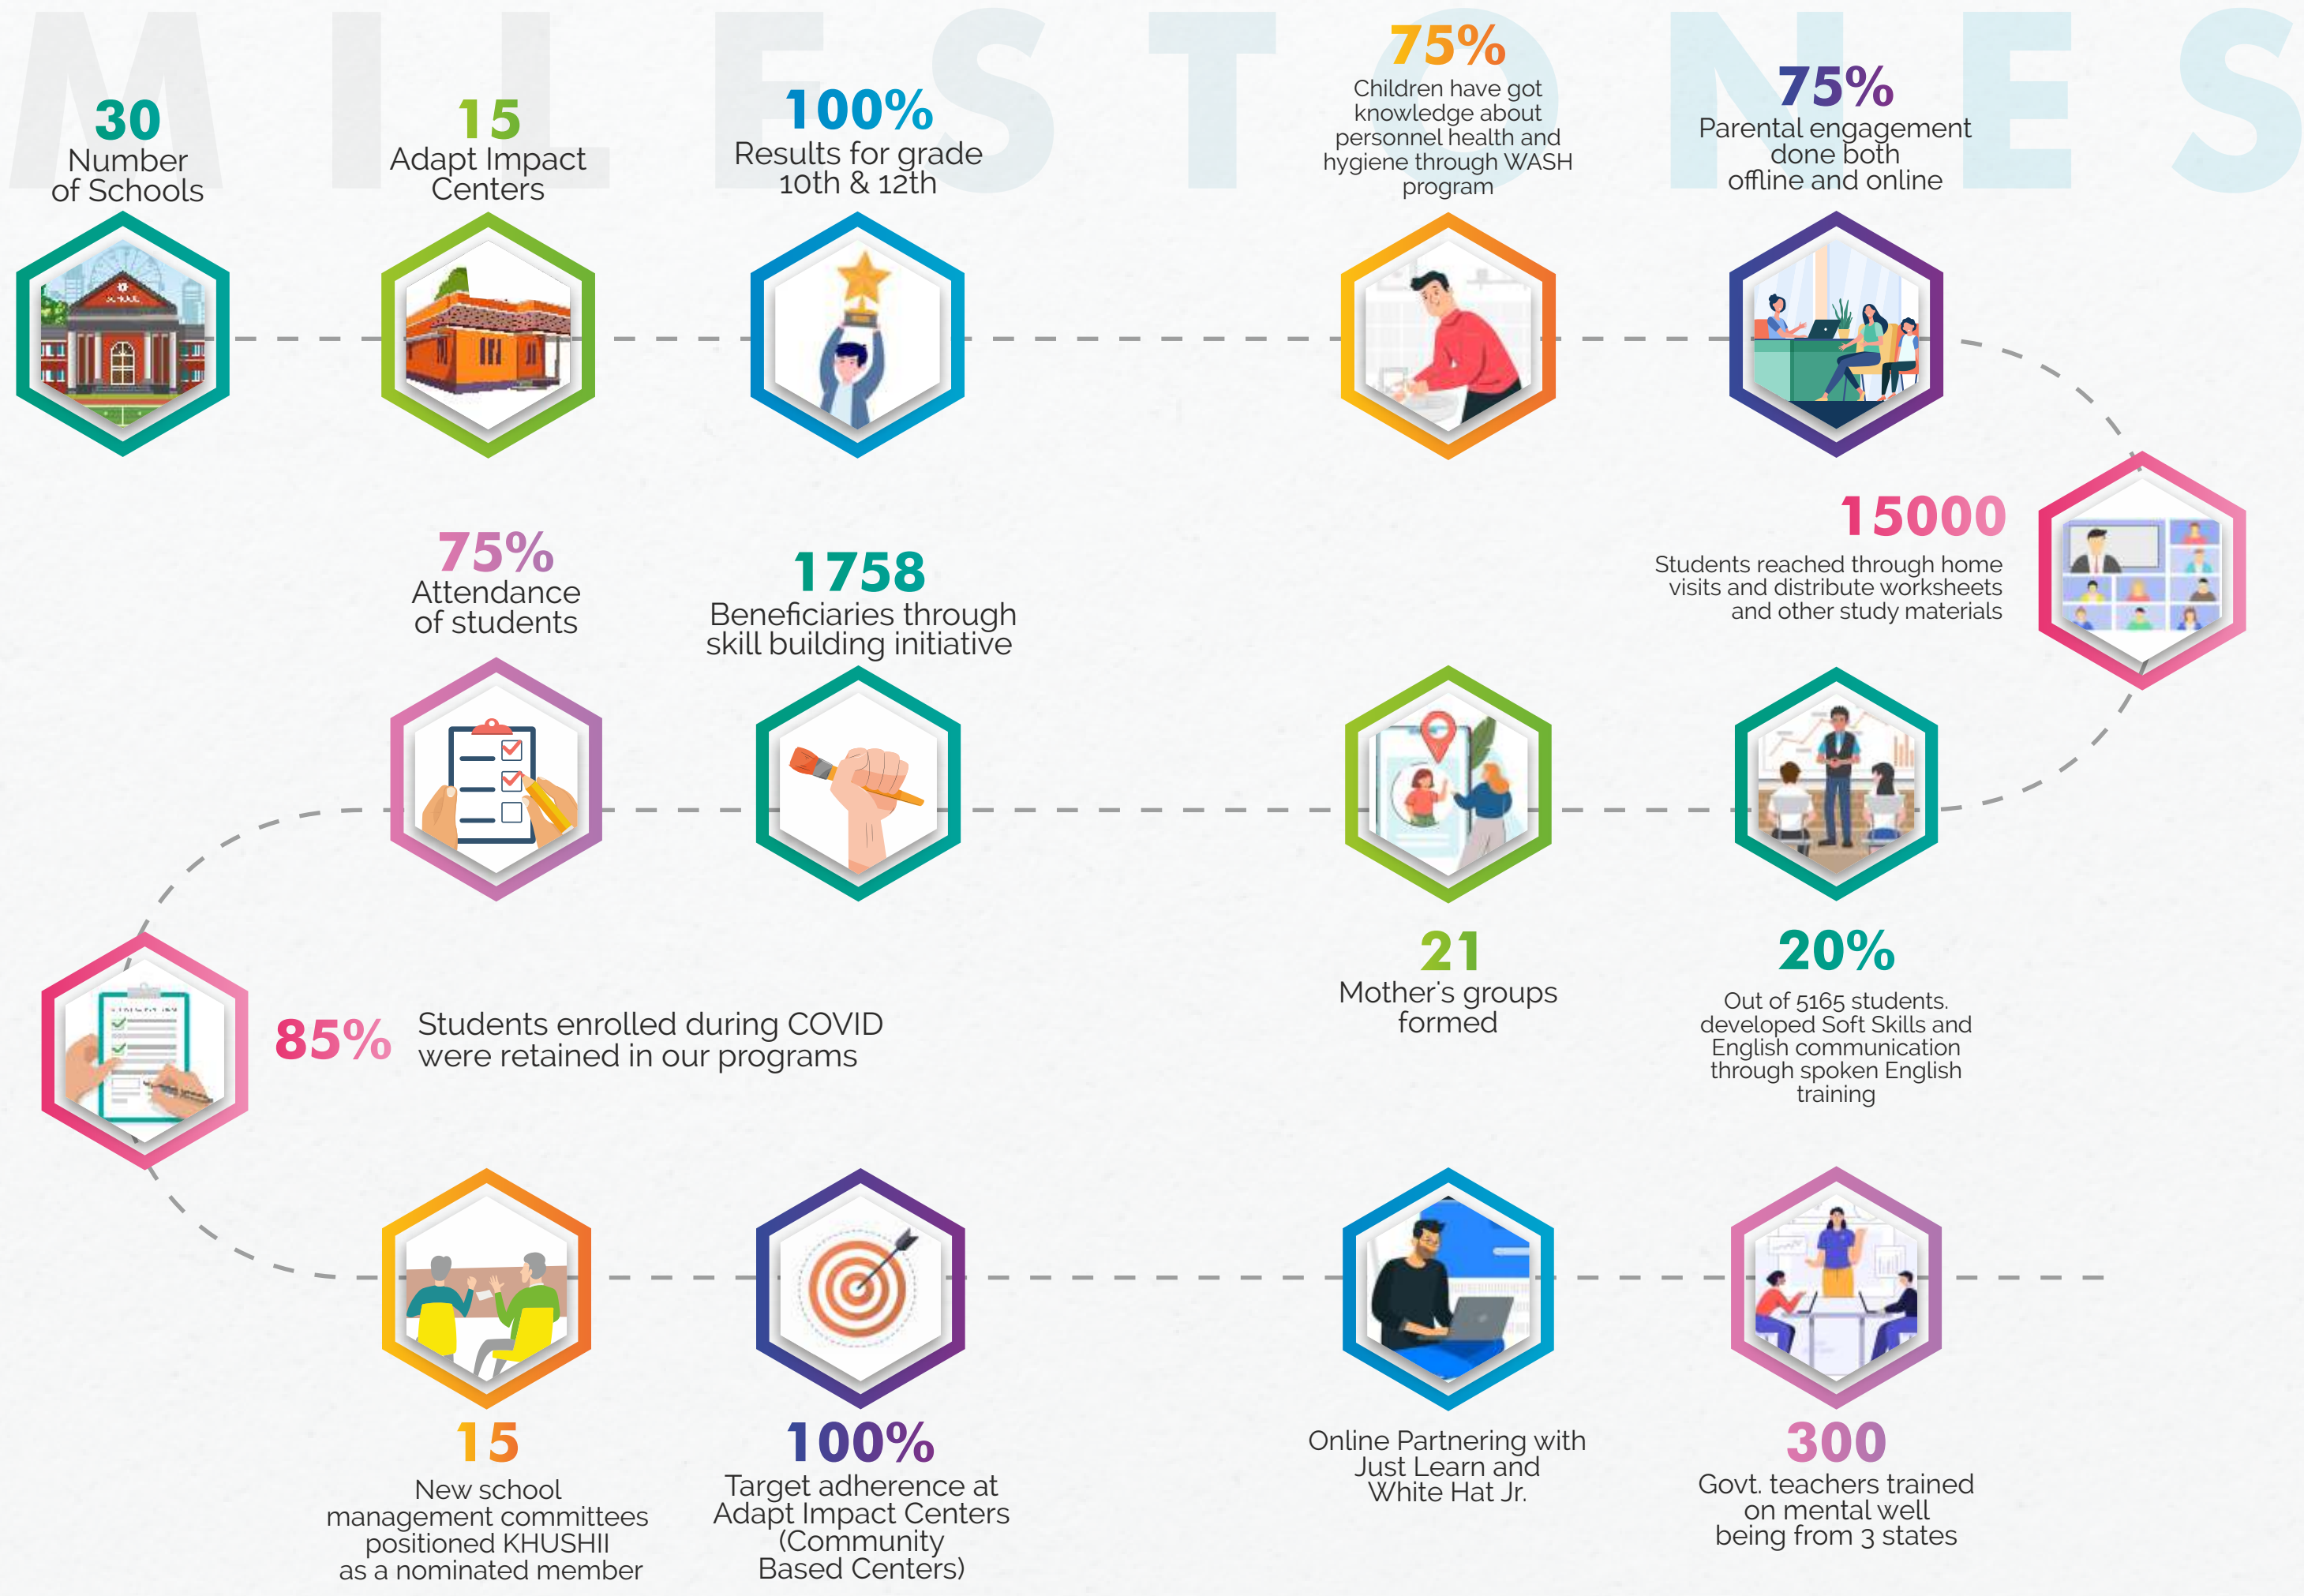 MILESTONES
30
Number
of Schools
15
Adapt Impact
Centers
100%
Results for grade
10th & 12th
75%
Children have got
knowledge about
personnel health and
hygiene through WASH
program
75%
Parental engagement
done both
offline and online
15000
Students reached through home
visits and distribute worksheets
and other study materials
75%
Attendance
of students
1758
Beneficiaries through
skill building initiative
21
Mother's groups
formed
20%
Out of 5165 students.
developed Soft Skills and
English communication
through spoken English
training
85%
Students enrolled during COVID
were retained in our programs
15
New school
management committees
positioned KHUSHII
as a nominated member
100%
Target adherence at
Adapt Impact Centers
(Community
Based Centers)
Online Partnering with
Just Learn and
White Hat Jr.
300
Govt. teachers trained
on mental well
being from 3 states